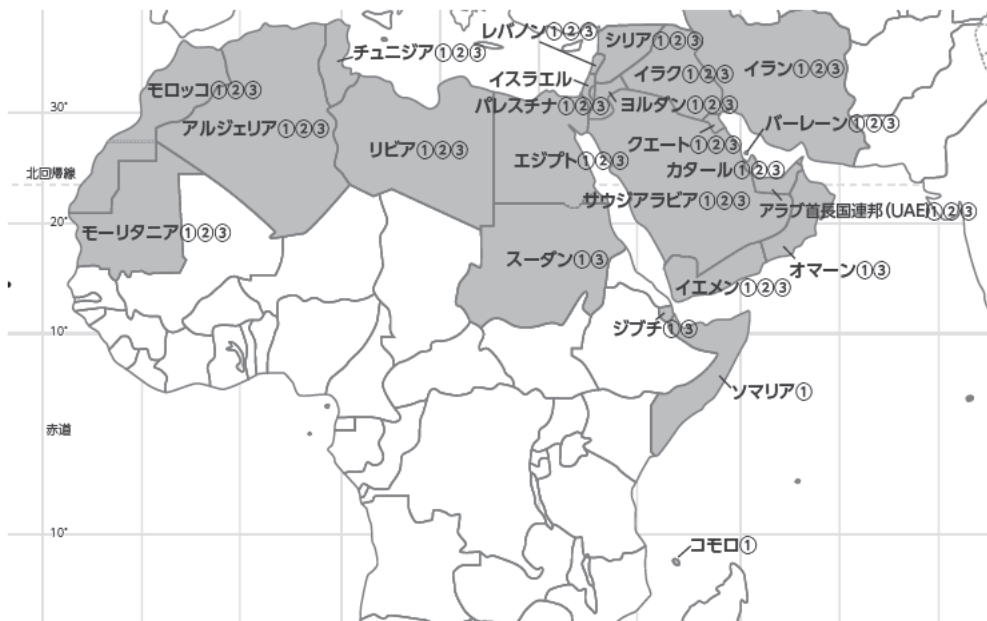 レバノン①②③
シリア①②③
チュニジア①②③
イラク①②③
イラン①②③
イスラエル
モロッコ①②③
パレスチナ①②③
ヨルダン①②③
30°
アルジェリア①②③
バーレーン①②③
リビア①②③
クエート①②③
エジプト①②③
カタール①②③
北回帰線
サウジアラビア①②③
アラブ首長国連邦(UAE)①②③
20°
モーリタニア①②③
スーダン①③
オマーン①③
イエメン①②③
ジブチ①③
10°
ソマリア①
赤道
10°
コモロ①